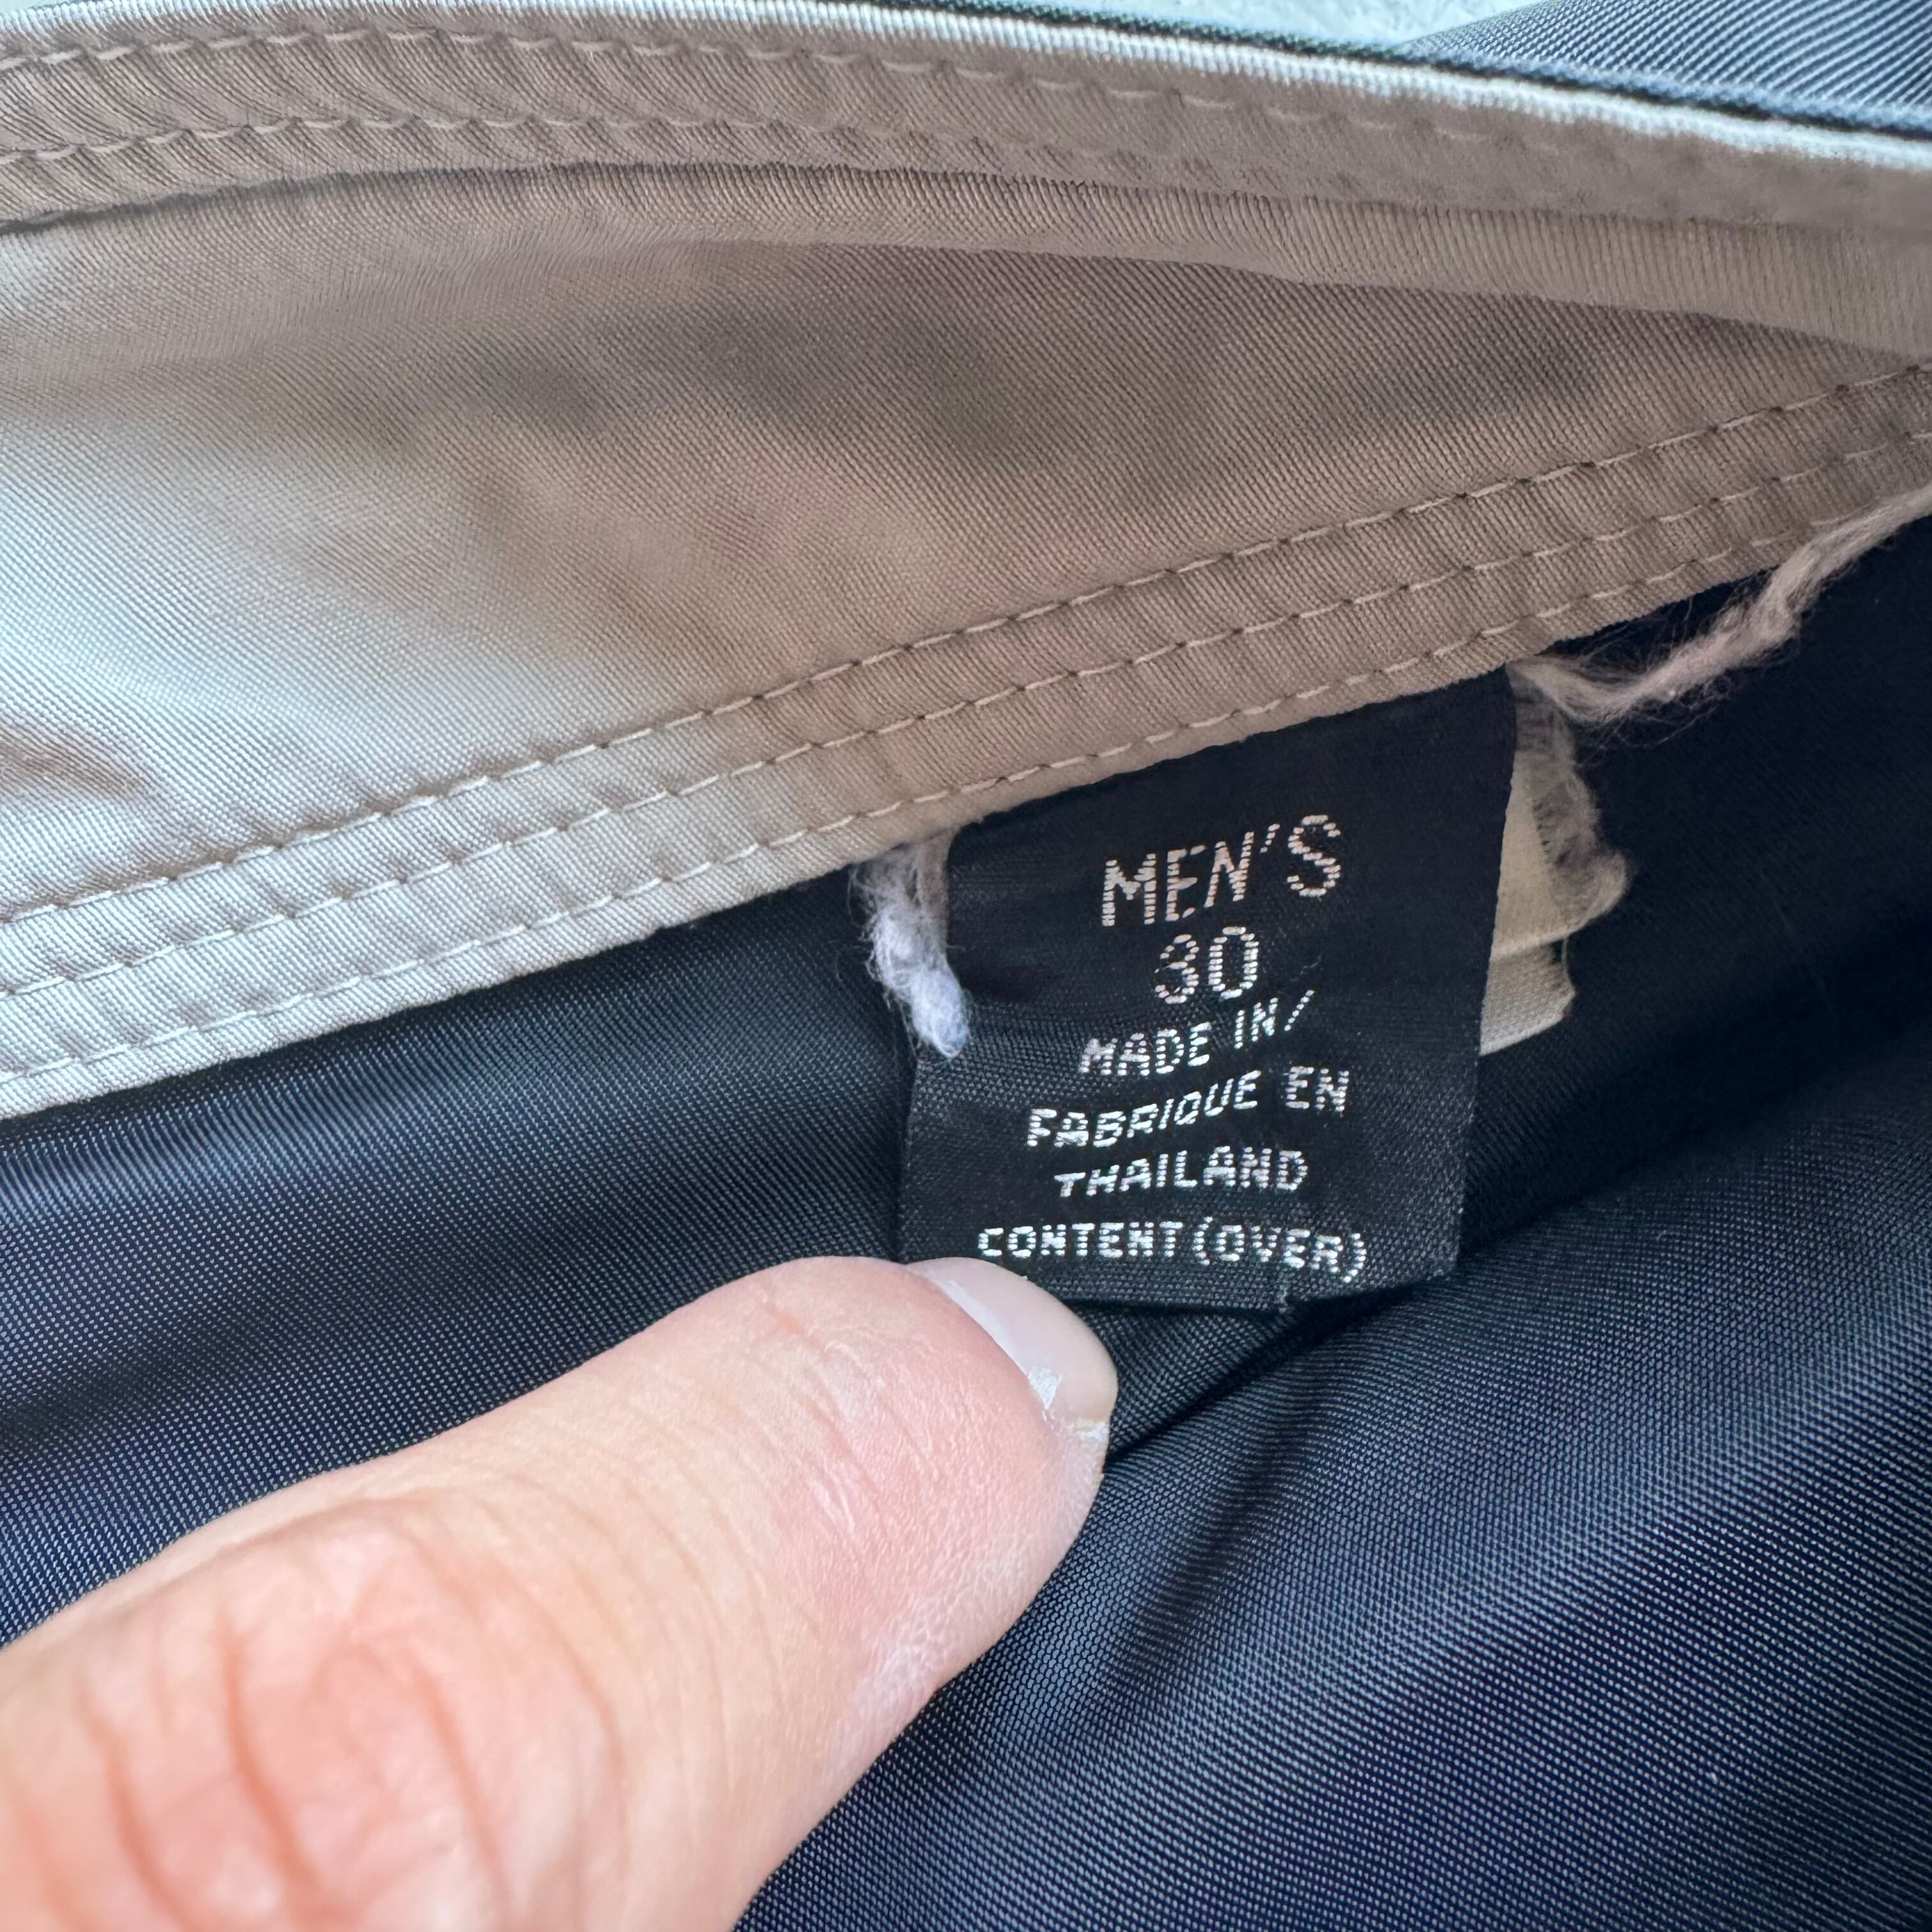 MEN'S
30
MADE IN/
FABRIQUE EN
THAILAND
CONTENT (OVER)